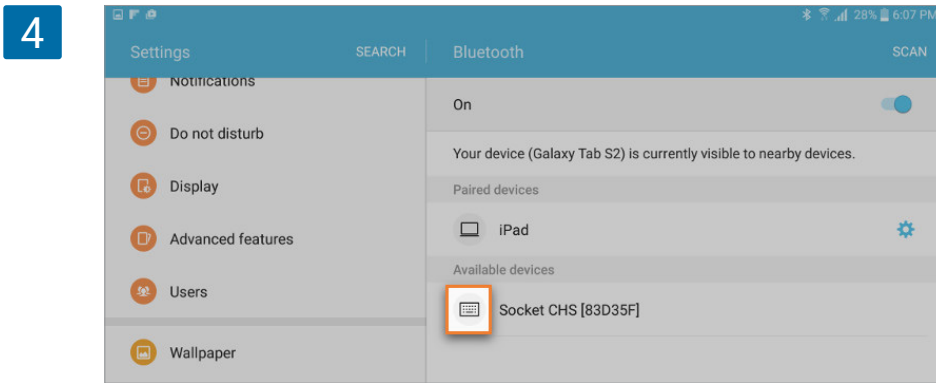 4
28% 6:07 PM
Settings SEARCH
Bluetooth SCAN
Notifications
Do not disturb
Display
Advanced features
Users
Wallpaper
On
Your device (Galaxy Tab S2) is currently visible to nearby devices.
Paired devices
iPad
Available devices
Socket CHS [83D35F]